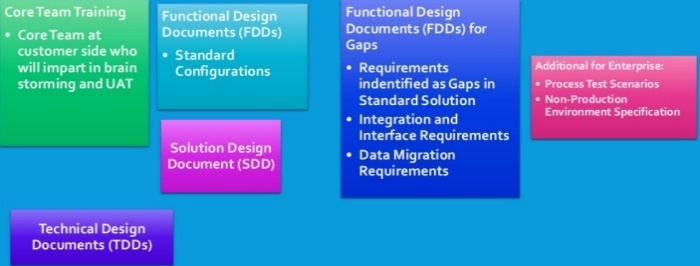 Core Team Training
• Core Team at
customer side who
will impart in brain
storming and UAT
Functional Design
Documents (FDDs)
• Standard
Configurations
Solution Design
Document (SDD)
Technical Design
Documents (TDDs)
Functional Design
Documents (FDDs) for
Gaps
• Requirements
indentified as Gaps in
Standard Solution
• Integration and
Interface Requirements
• Data Migration
Requirements
Additional for Enterprise:
• Process Test Scenarios
• Non-Production
Environment Specification